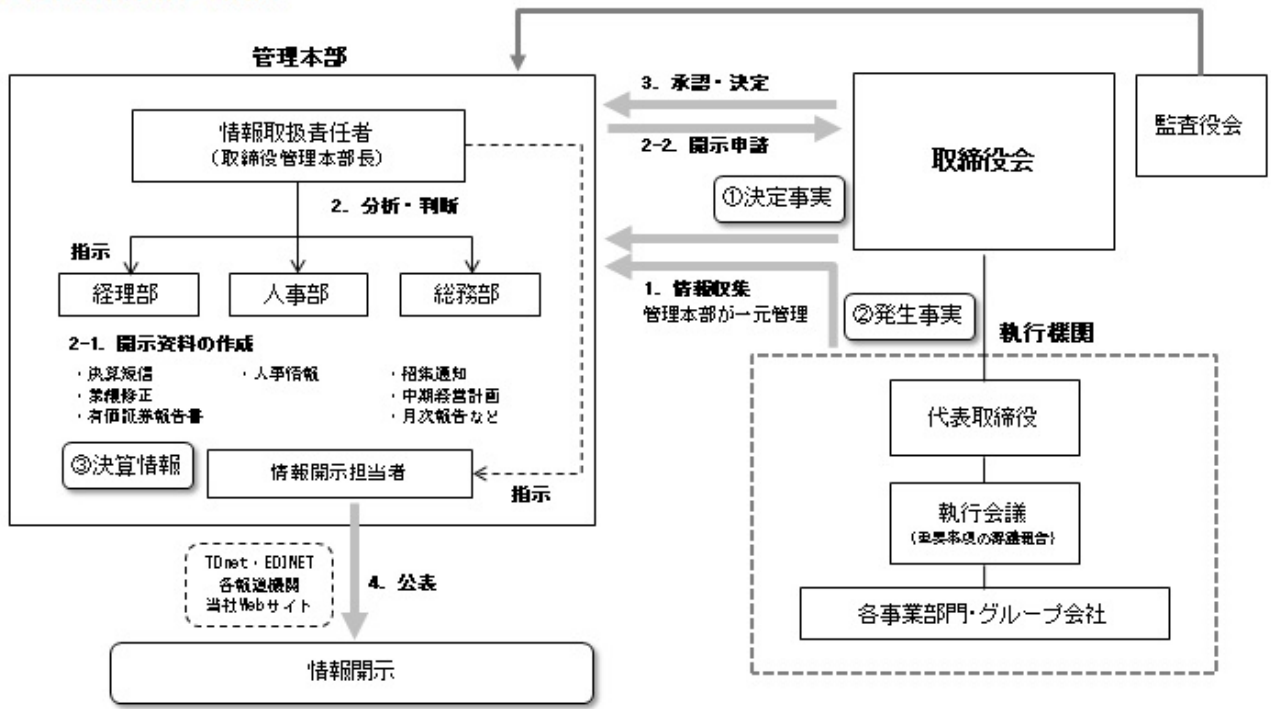 管理本部
情報取扱責任者
(取締役管理本部長)
2. 分析・判断
指示
経理部
人事部
総務部
2-1. 開示資料の作成
・決算短信
・業績修正
・有価証券報告書
・人事情報
・招集通知
・中期経営計画
・月次報告など
③決算情報
情報開示担当者
指示
TDnet・EDINET
各報道機関
当社Webサイト
4. 公表
情報開示
3. 承認・決定
2-2. 開示申請
①決定事実
1. 情報収集
管理本部が一元管理
②発生事実
取締役会
監査役会
執行機関
代表取締役
執行会議
(重要事項の審議報告)
各事業部門・グループ会社